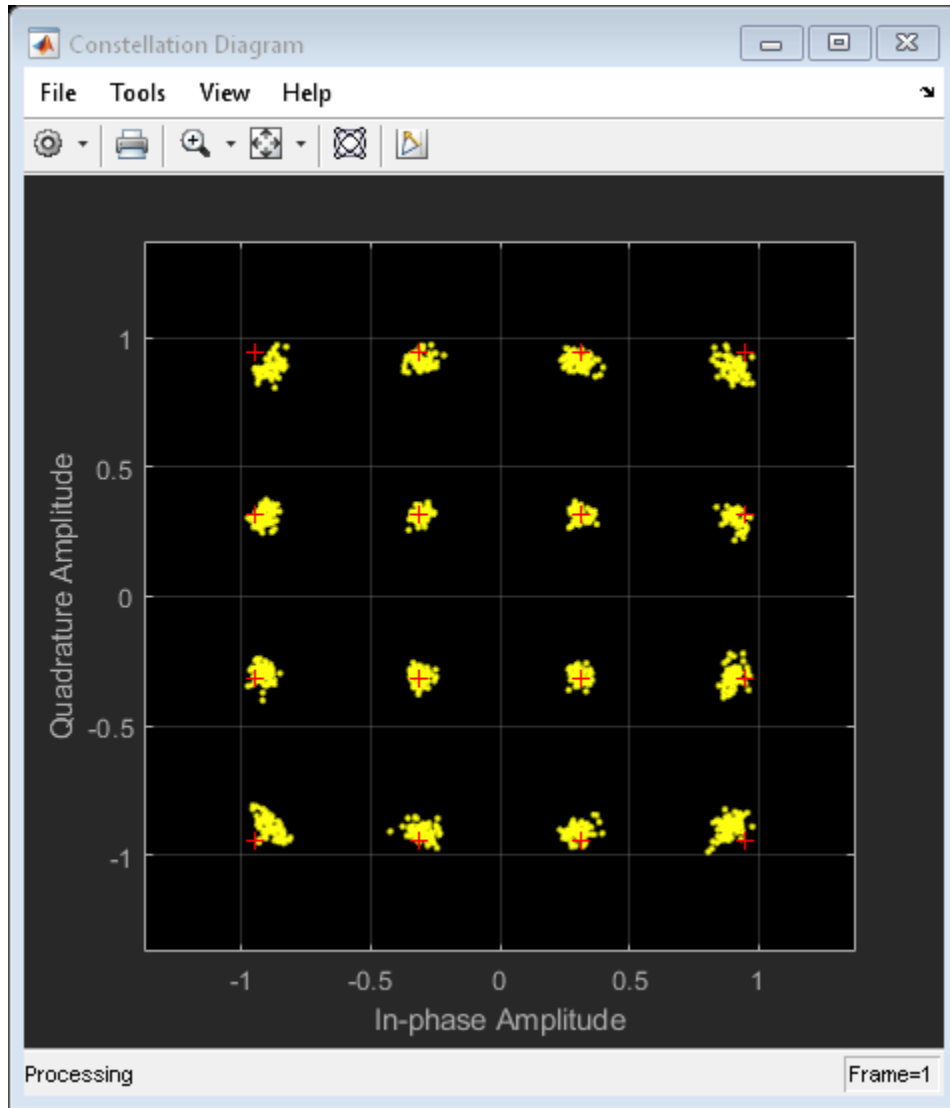 Constellation Diagram
File Tools View Help
1
0.5
0
-0.5
-1
Quadrature Amplitude
-1 -0.5 0 0.5 1
In-phase Amplitude
Processing Frame=1